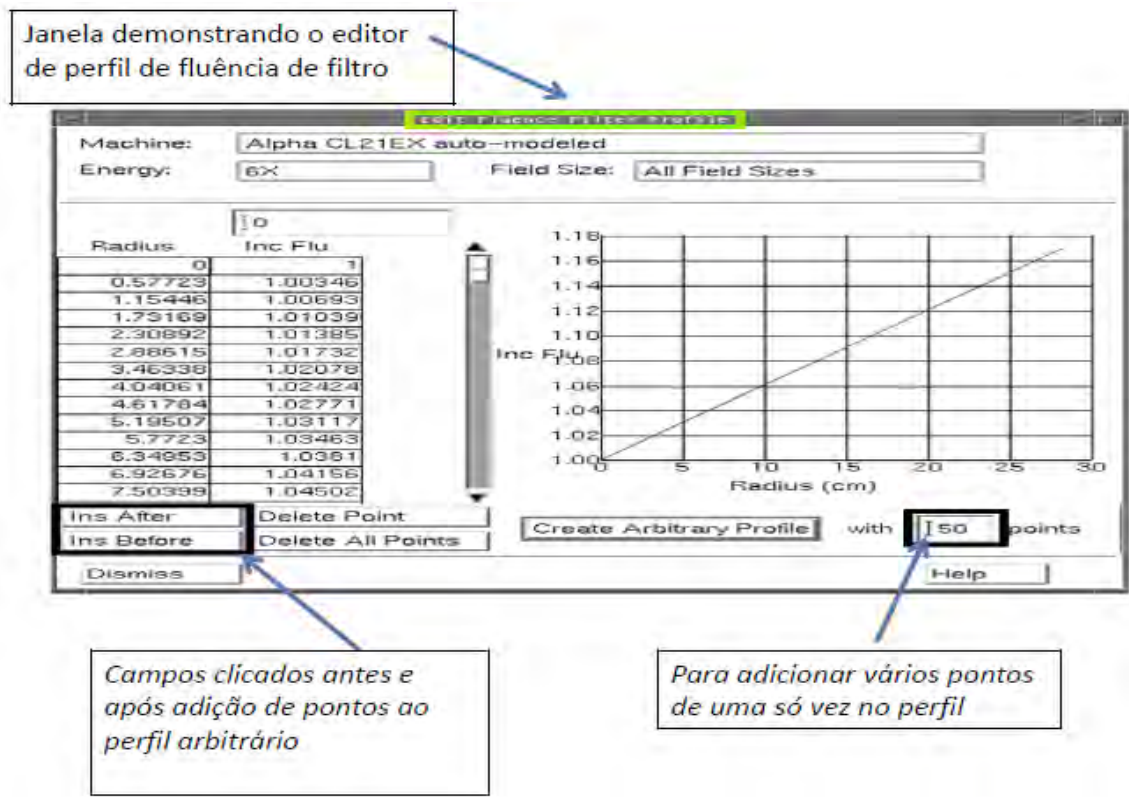 Janela demonstrando o editor
de perfil de fluência de filtro
Edit Fluence Filter Profile
Machine: Alpha CL21EX auto-modeled
Energy: 6X Field Size: All Field Sizes
0
Radius Inc Flu
0 1
0.57723 1.00346
1.15446 1.00693
1.73169 1.01039
2.30892 1.01385
2.88615 1.01732
3.46338 1.02078
4.04061 1.02424
4.61784 1.02771
5.19507 1.03117
5.7723 1.03463
6.34953 1.0381
6.92676 1.04156
7.50399 1.04502
Inc Flu
1.18
1.16
1.14
1.12
1.10
1.08
1.06
1.04
1.02
1.00
0 5 10 15 20 25 30
Radius (cm)
Ins After Delete Point
Ins Before Delete All Points
Create Arbitrary Profile with 50 points
Dismiss Help
Campos clicados antes e
após adição de pontos ao
perfil arbitrário
Para adicionar vários pontos
de uma só vez no perfil